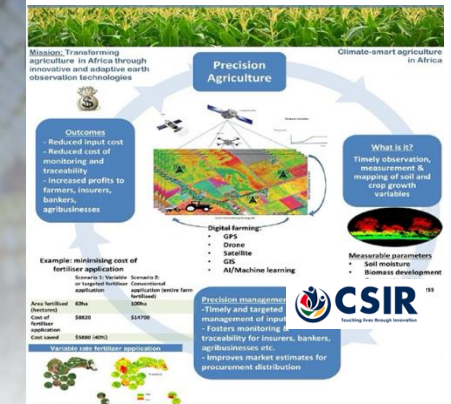 Mission: Transforming
agriculture in Africa through
innovative and adaptive earth
observation technologies
Precision
Agriculture
Climate-smart agriculture
in Africa
Outcomes
- Reduced input cost
- Reduced cost of
monitoring and
traceability
- Increased profits to
farmers, insurers,
bankers,
agribusinesses
What is it?
Timely observation,
measurement &
mapping of soil and
crop growth
variables
Digital farming:
• GPS
• Drone
• Satellite
• GIS
• AI/Machine learning
Measurable parameters
• Soil moisture
• Biomass development
Example: minimising cost of
fertiliser application
Scenario 1: Variable
or targeted fertiliser
application
Scenario 2:
Conventional
application (entire farm
fertilised)
Area fertilised
(hectares)
60ha
100ha
Cost of
fertiliser
application
$8820
$14700
Cost saved
$5880 (40%)
Variable rate fertilizer application
Precision management
-Timely and targeted
management of input
- Fosters monitoring &
traceability for insurers, bankers,
agribusinesses etc.
- Improves market estimates for
procurement distribution
CSIR
Touching lives through innovation